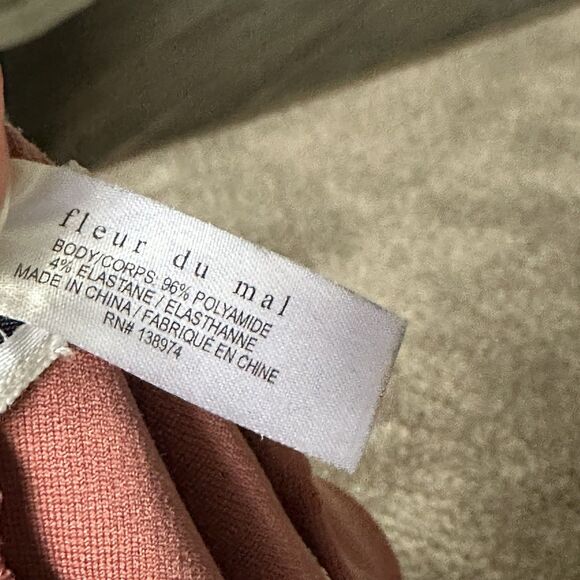 fleur du mal
BODY/CORPS: 96% POLYAMIDE
4% ELASTANE / ELASTHANNE
MADE IN CHINA / FABRIQUE EN CHINE
RN# 138974